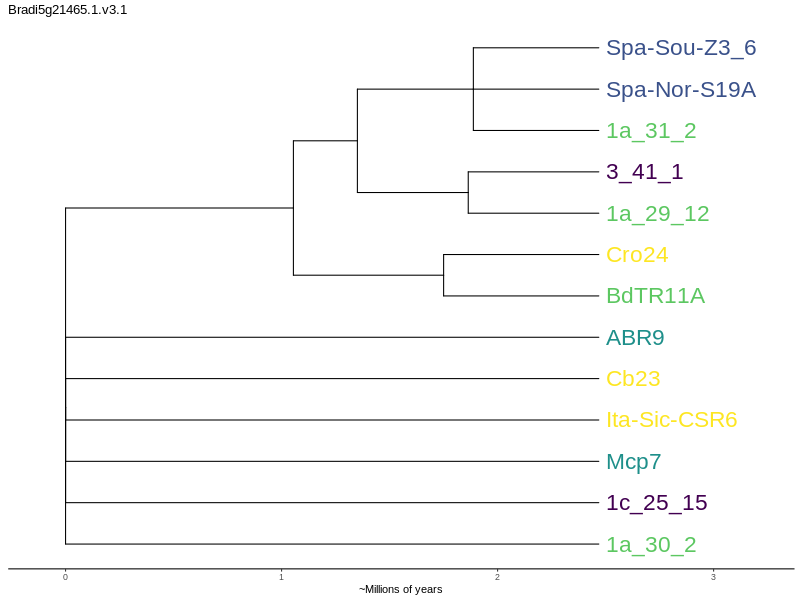 Bradi5g21465.1.v3.1
Spa-Sou-Z3_6
Spa-Nor-S19A
1a_31_2
3_41_1
1a_29_12
Cro24
BdTR11A
ABR9
Cb23
Ita-Sic-CSR6
Mcp7
1c_25_15
1a_30_2
0 1 2 3
~Millions of years